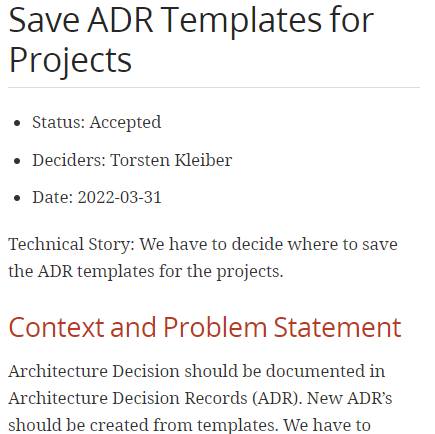 Save ADR Templates for
Projects
Status: Accepted
Deciders: Torsten Kleiber
Date: 2022-03-31
Technical Story: We have to decide where to save
the ADR templates for the projects.
Context and Problem Statement
Architecture Decision should be documented in
Architecture Decision Records (ADR). New ADR’s
should be created from templates. We have to